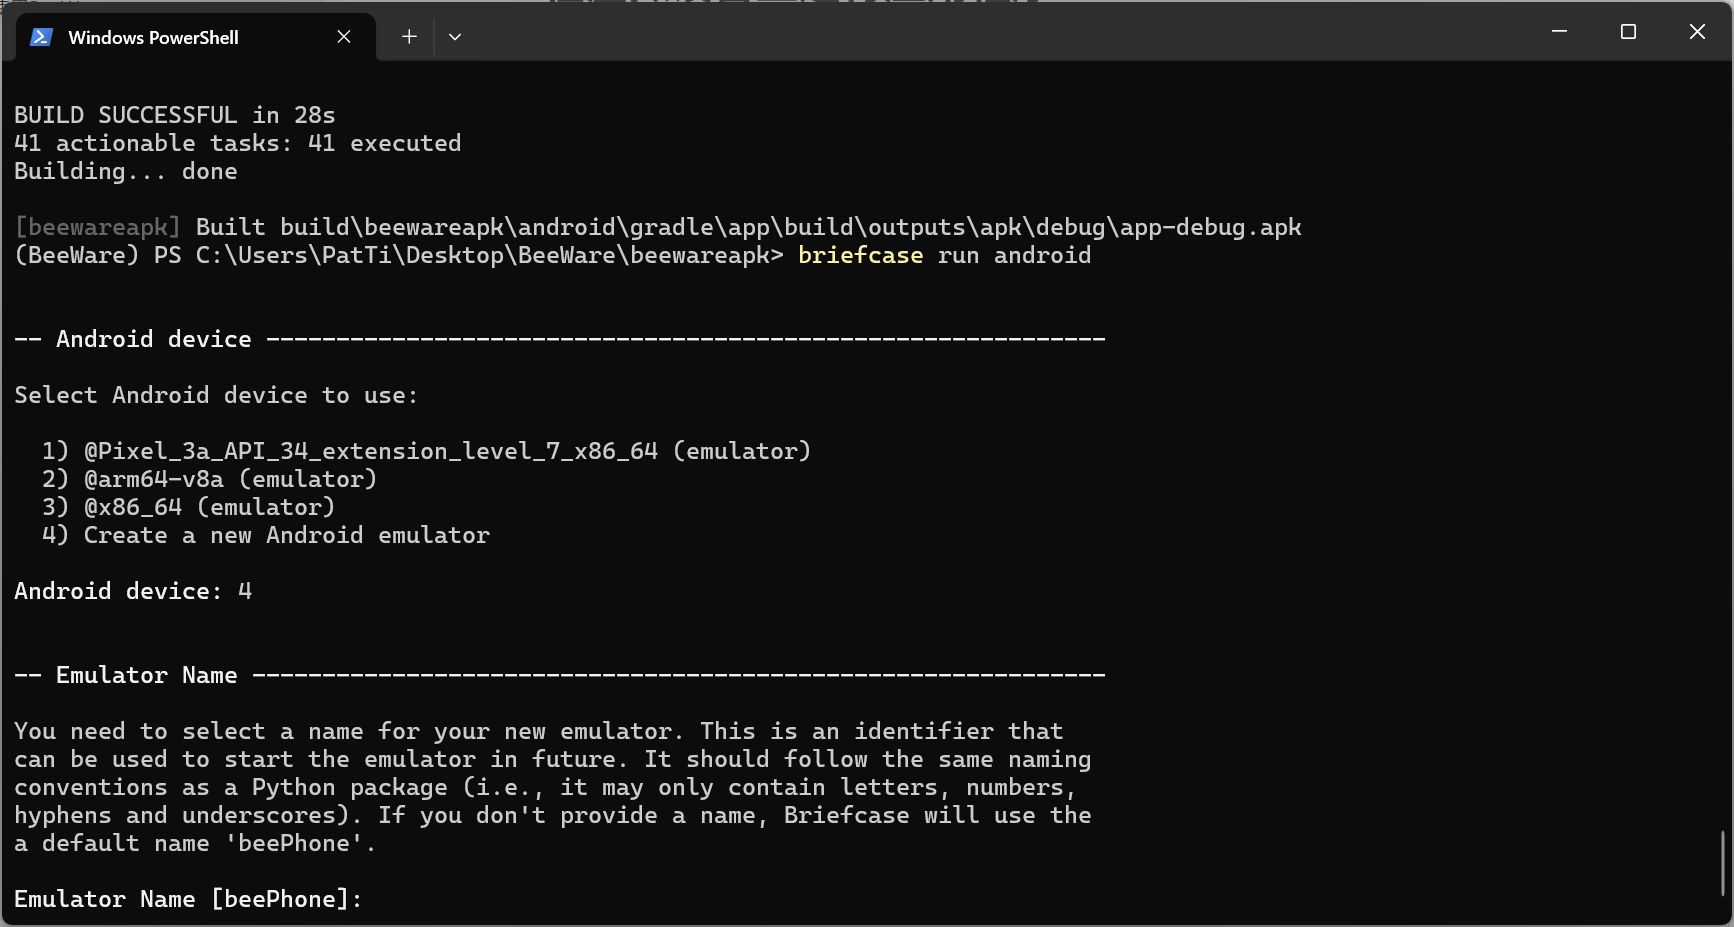 Windows PowerShell
BUILD SUCCESSFUL in 28s
41 actionable tasks: 41 executed
Building... done
[beewareapk] Built build\beewareapk\android\gradle\app\build\outputs\apk\debug\app-debug.apk
(BeeWare) PS C:\Users\PatTi\Desktop\BeeWare\beewareapk> briefcase run android
-- Android device ------------------------------------------------------------
Select Android device to use:
1) @Pixel_3a_API_34_extension_level_7_x86_64 (emulator)
2) @arm64-v8a (emulator)
3) @x86_64 (emulator)
4) Create a new Android emulator
Android device: 4
-- Emulator Name -------------------------------------------------------------
You need to select a name for your new emulator. This is an identifier that
can be used to start the emulator in future. It should follow the same naming
conventions as a Python package (i.e., it may only contain letters, numbers,
hyphens and underscores). If you don't provide a name, Briefcase will use the
a default name 'beePhone'.
Emulator Name [beePhone]: